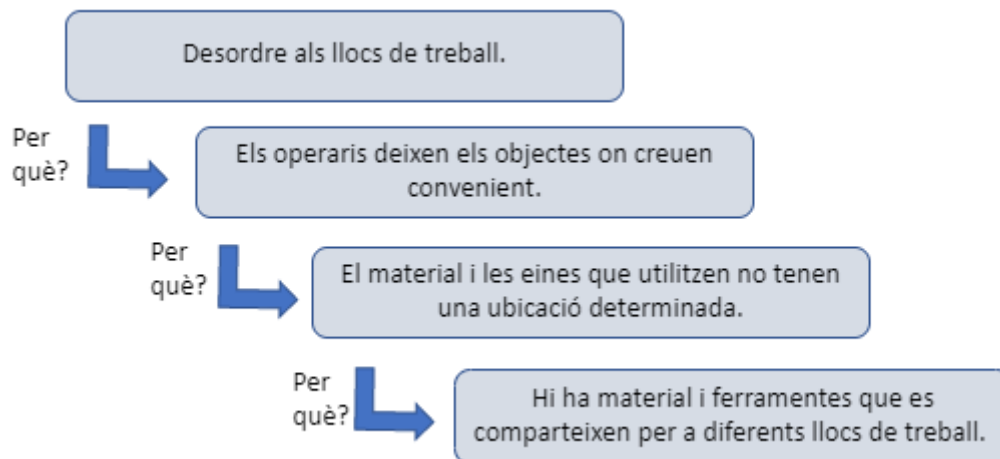 Desordre als llocs de treball.
Per
què?
Els operaris deixen els objectes on creuen
convenient.
Per
què?
El material i les eines que utilitzen no tenen
una ubicació determinada.
Per
què?
Hi ha material i ferramentes que es
comparteixen per a diferents llocs de treball.